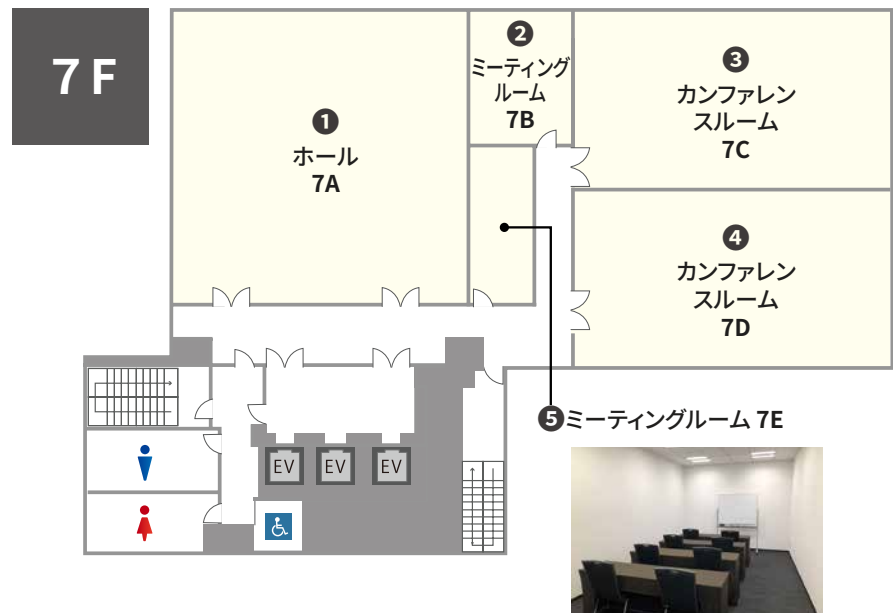 7F
❶
ホール
7A
❷
ミーティング
ルーム
7B
❸
カンファレン
スルーム
7C
❹
カンファレン
スルーム
7D
❺ミーティングルーム 7E
EV
EV
EV